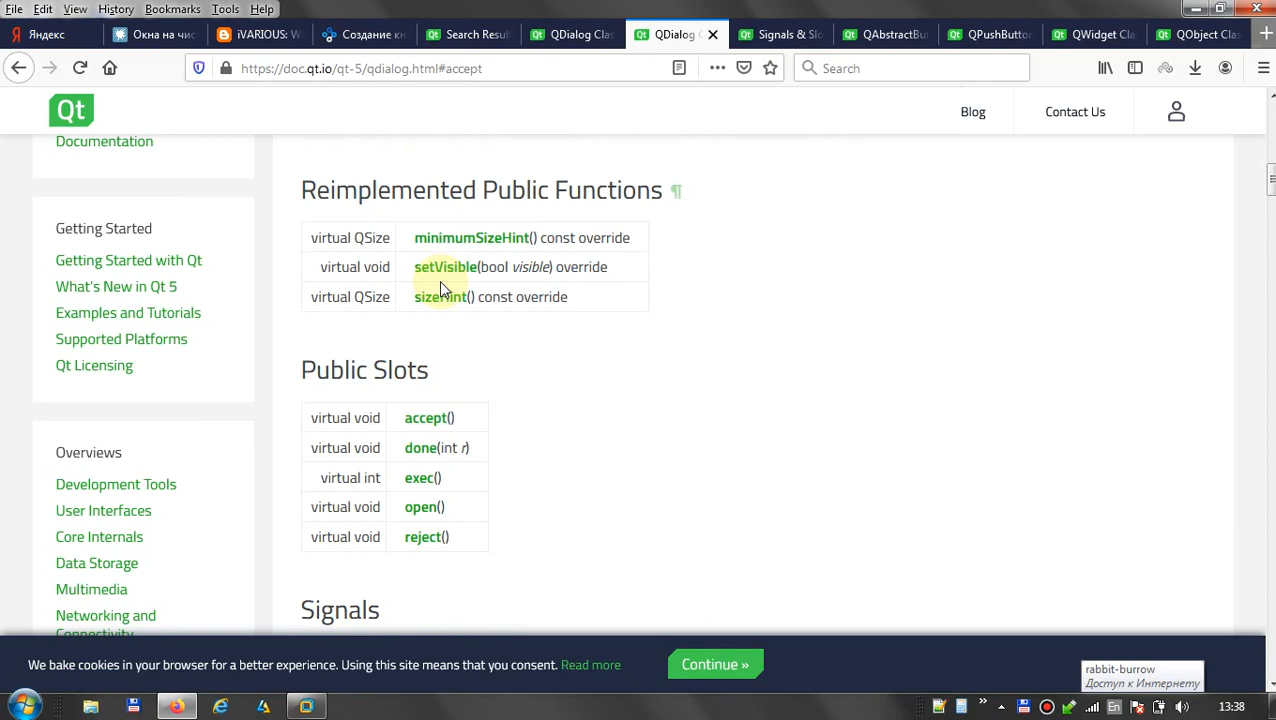 File Edit View History Bookmarks Tools Help
Яндекс
Окна на чис
iVARIOUS: W
Создание кн
Search Resul
QDialog Clas
QDialog C
Signals & Slo
QAbstractBut
QPushButton
QWidget Cla
QObject Clas
https://doc.qt.io/qt-5/qdialog.html#accept
Search
Qt
Blog
Contact Us
Documentation
Getting Started
Getting Started with Qt
What's New in Qt 5
Examples and Tutorials
Supported Platforms
Qt Licensing
Overviews
Development Tools
User Interfaces
Core Internals
Data Storage
Multimedia
Networking and
Connectivity
Reimplemented Public Functions ¶
virtual QSize minimumSizeHint() const override
virtual void setVisible(bool visible) override
virtual QSize sizeHint() const override
Public Slots
virtual void accept()
virtual void done(int r)
virtual int exec()
virtual void open()
virtual void reject()
Signals
We bake cookies in your browser for a better experience. Using this site means that you consent. Read more
Continue »
rabbit-burrow
Доступ к Интернету
En
13:38